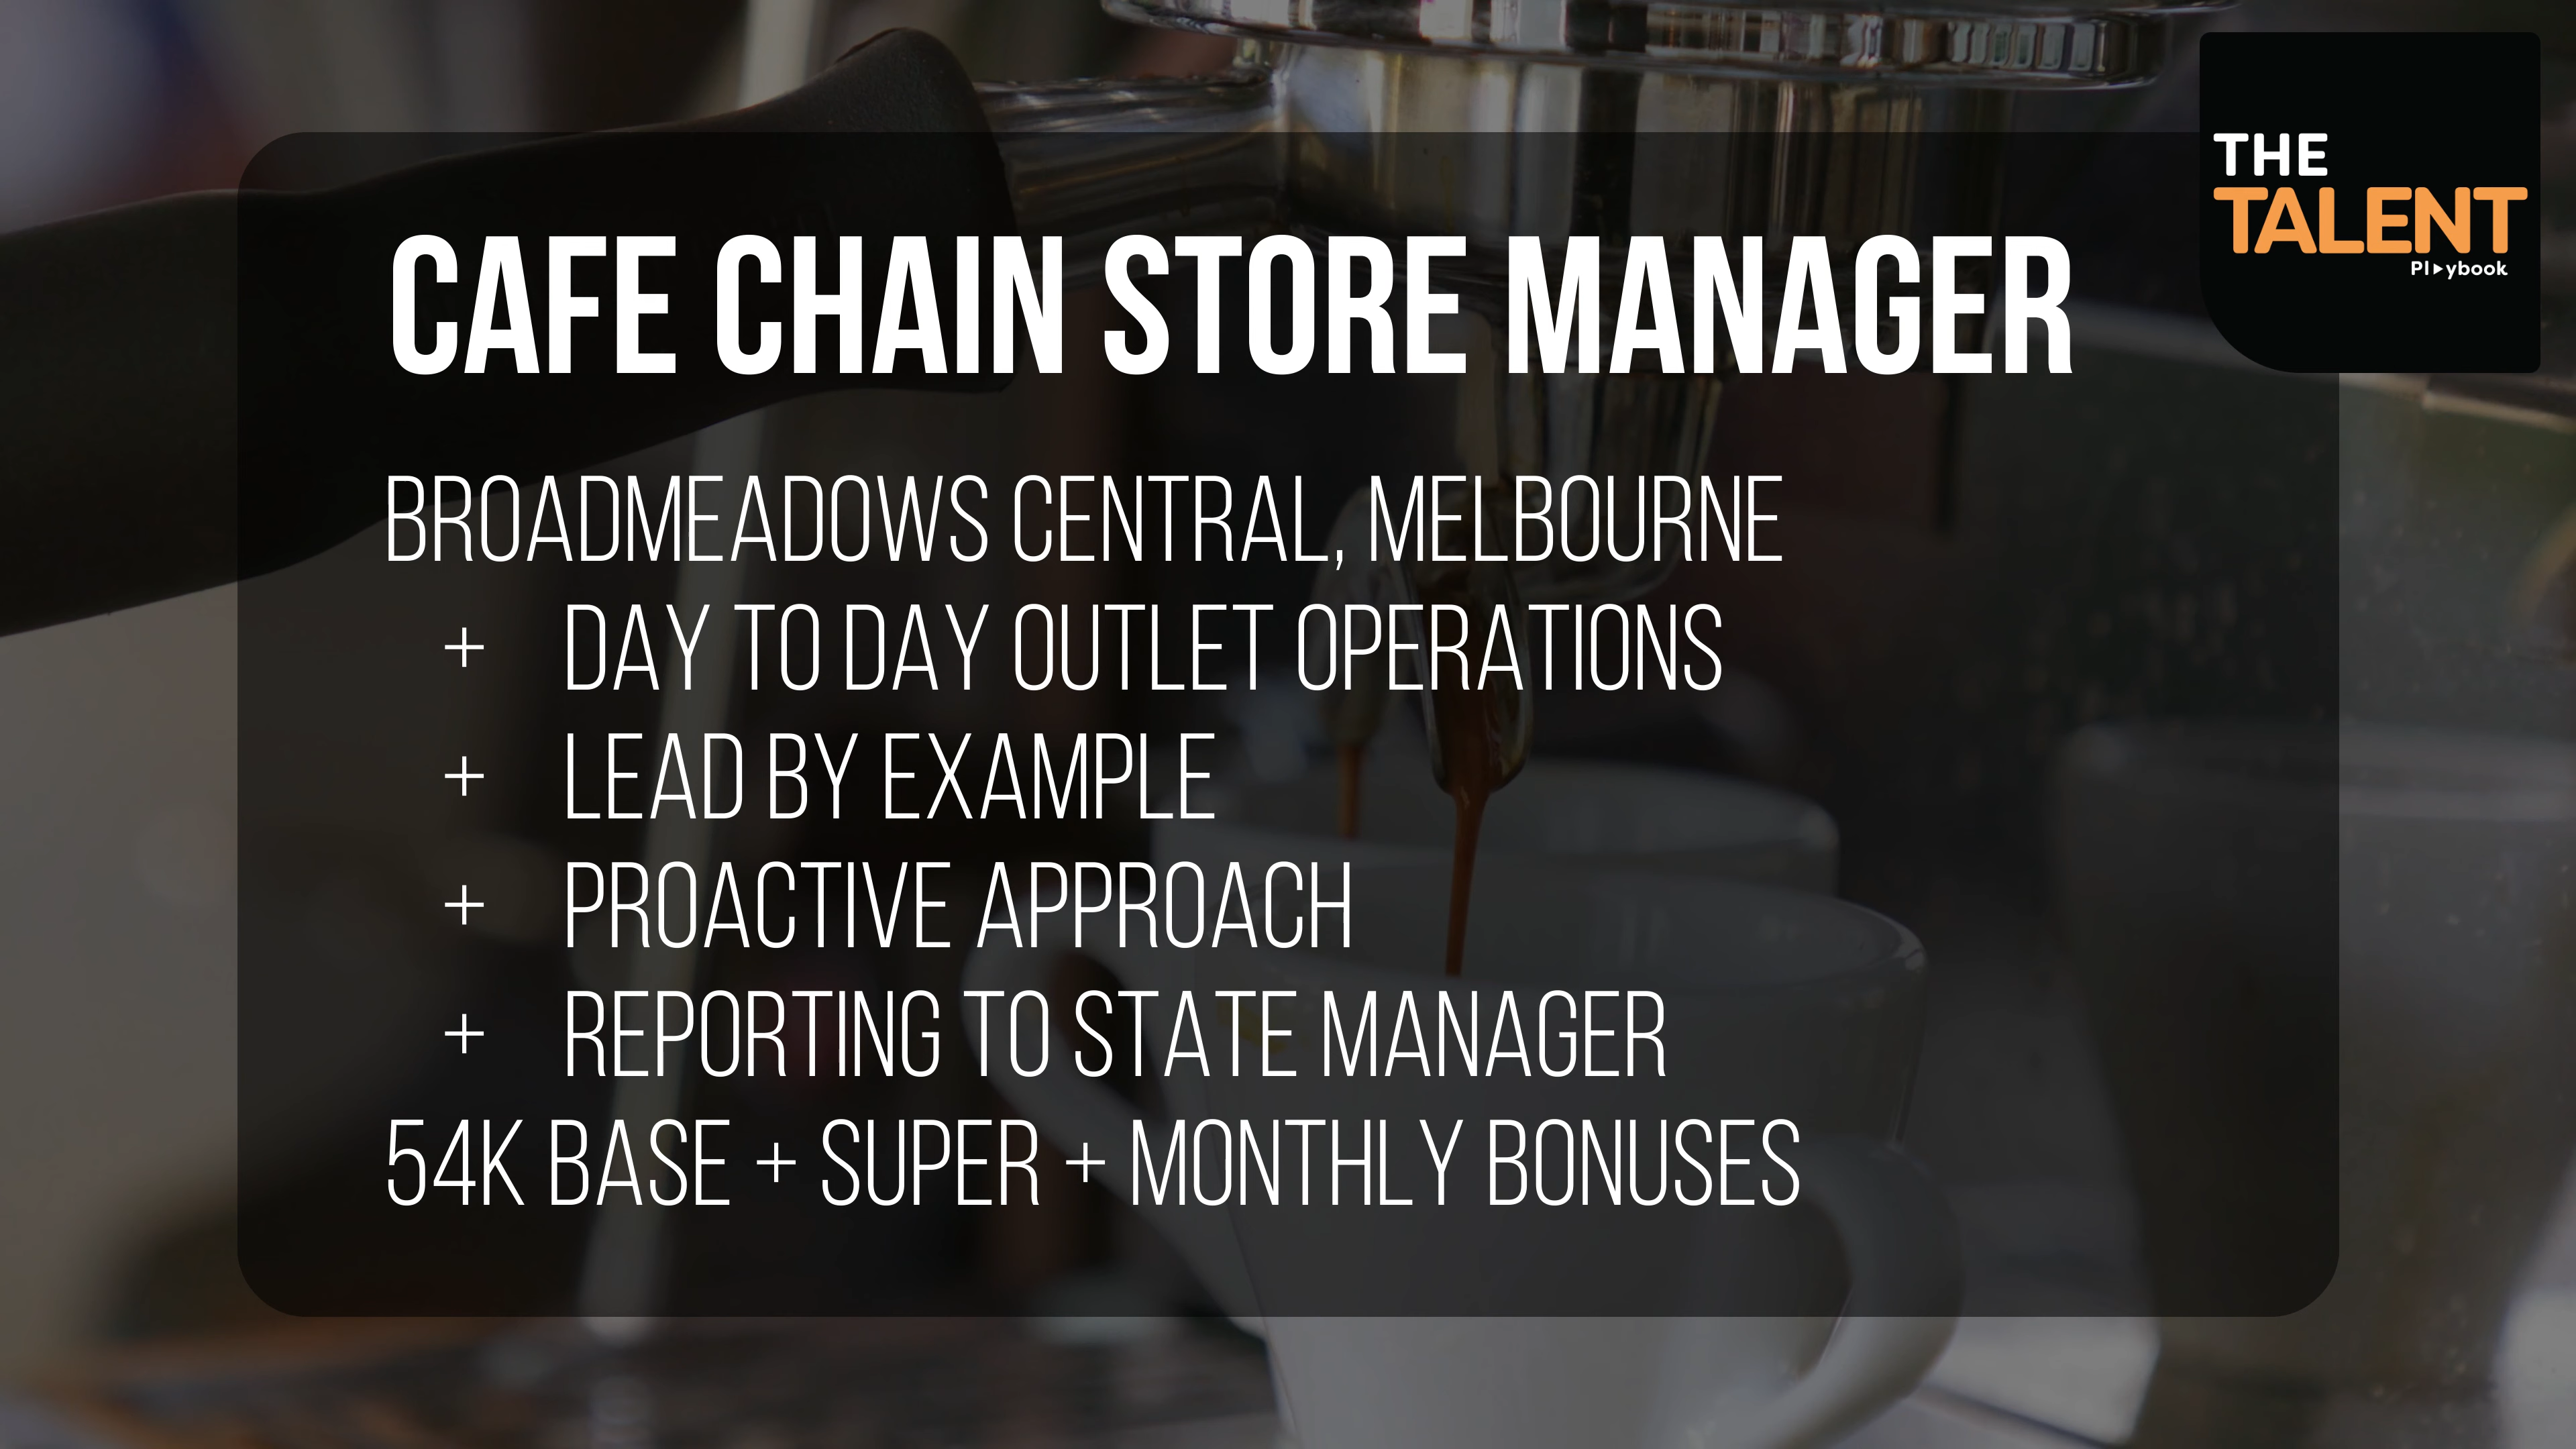 THE
TALENT
Pl▸ybook
CAFE CHAIN STORE MANAGER
BROADMEADOWS CENTRAL, MELBOURNE
+ DAY TO DAY OUTLET OPERATIONS
+ LEAD BY EXAMPLE
+ PROACTIVE APPROACH
+ REPORTING TO STATE MANAGER
54K BASE + SUPER + MONTHLY BONUSES